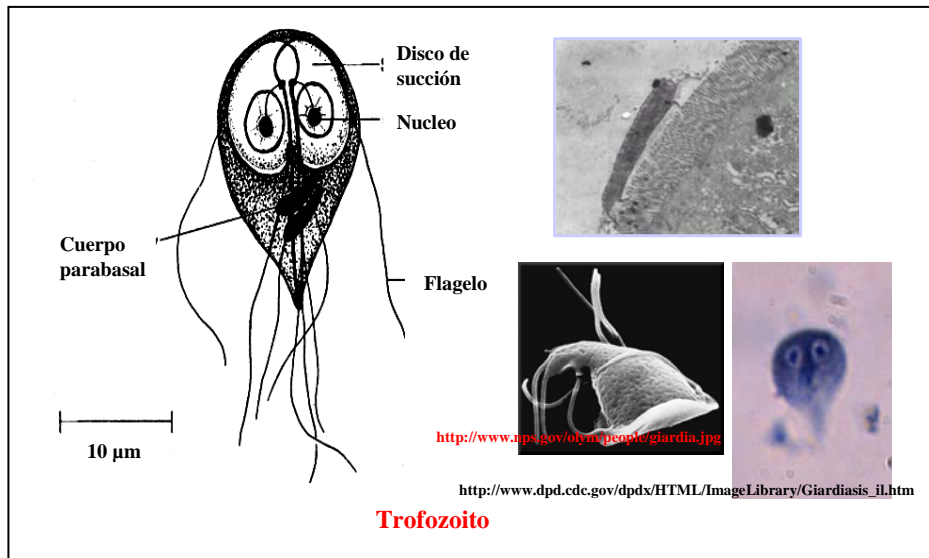 Disco de
succión
Nucleo
Cuerpo
parabasal
Flagelo
10 µm
http://www.nps.gov/olym/people/giardia.jpg
http://www.dpd.cdc.gov/dpdx/HTML/ImageLibrary/Giardiasis_il.htm
Trofozoito